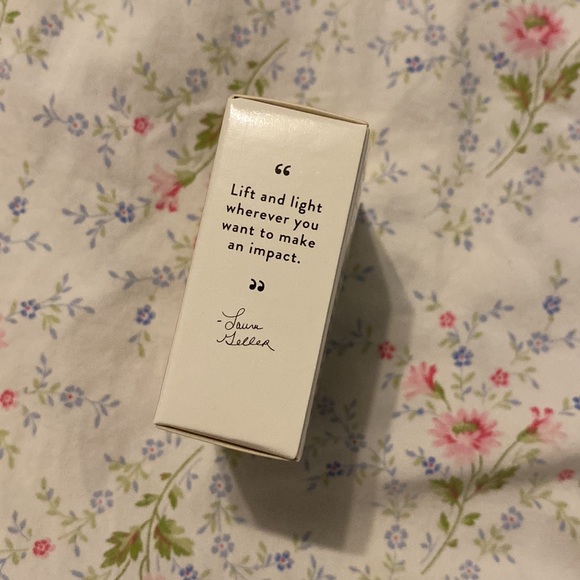 “
Lift and light
wherever you
want to make
an impact.
”
-Laura
Geller